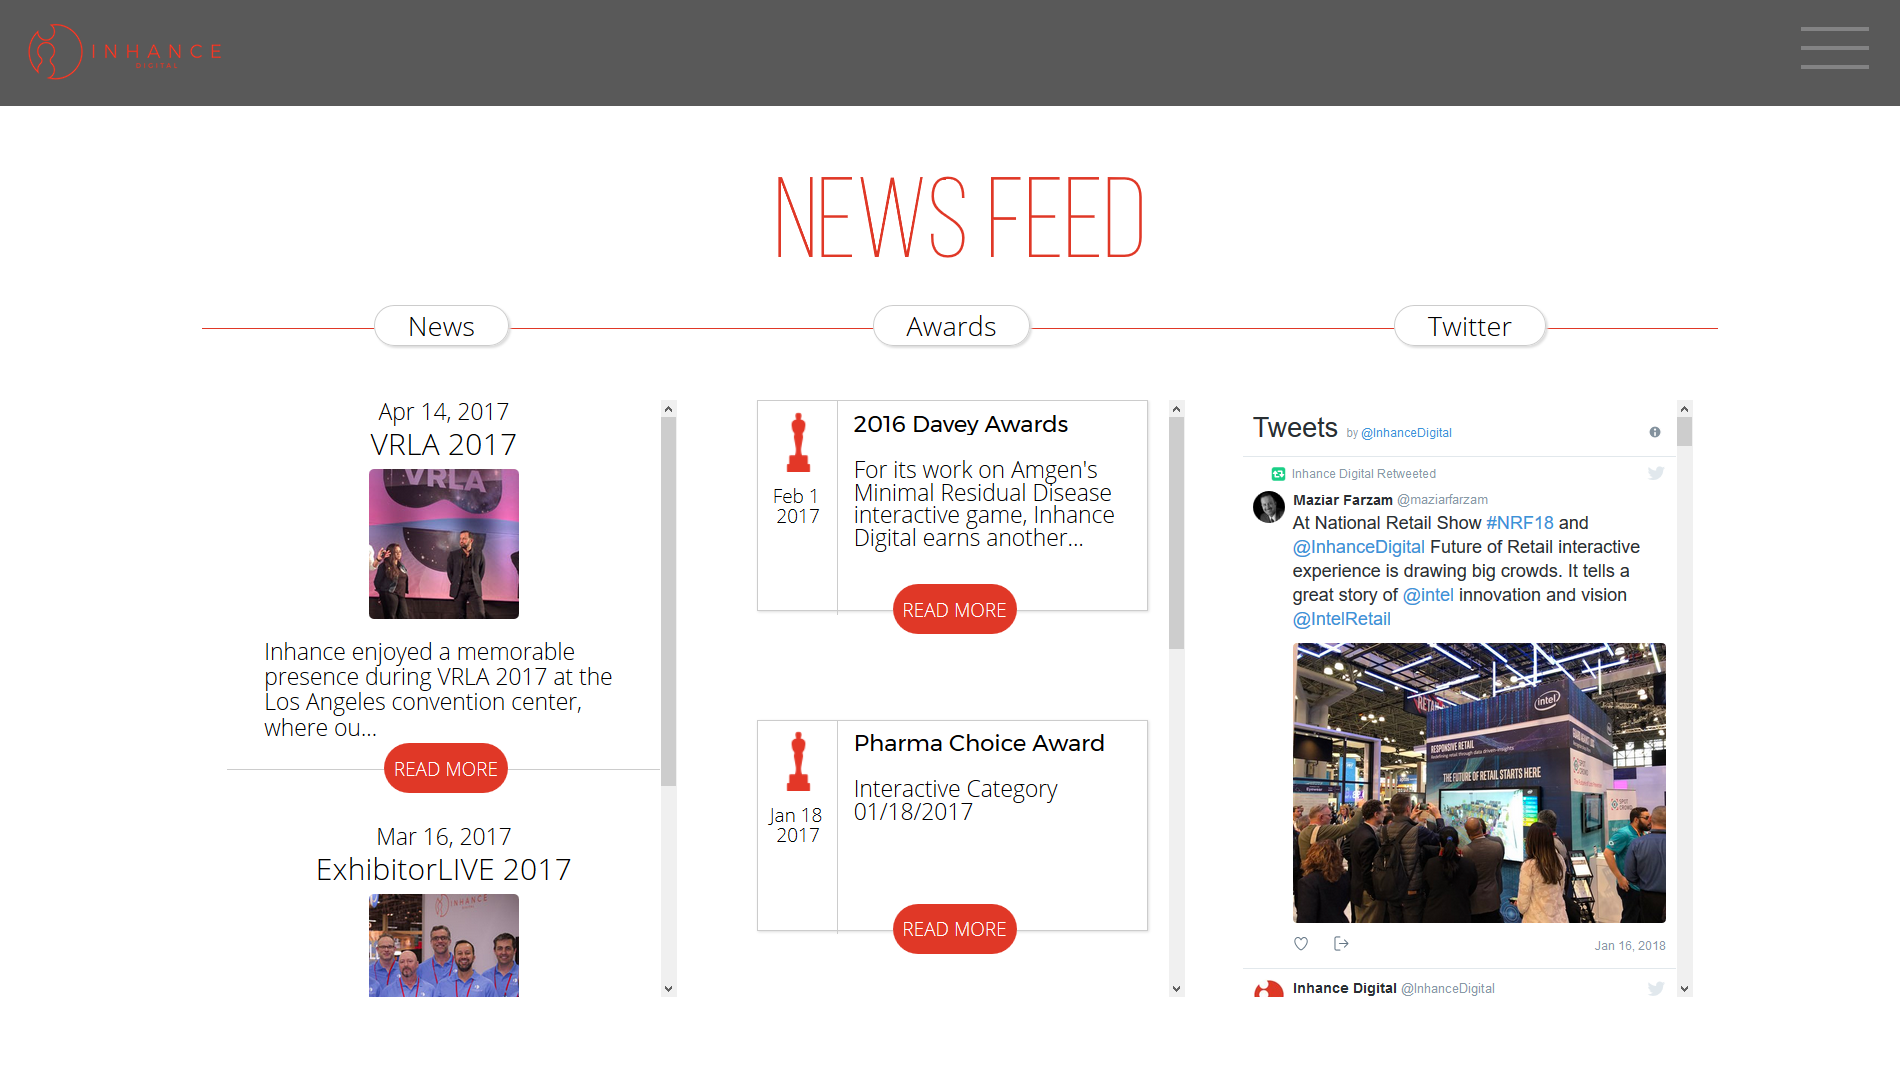 INHANCE
DIGITAL
NEWS FEED
News
Awards
Twitter
Apr 14, 2017
VRLA 2017
VRLA
Inhance enjoyed a memorable
presence during VRLA 2017 at the
Los Angeles convention center,
where ou...
READ MORE
Mar 16, 2017
ExhibitorLIVE 2017
INHANCE
Feb 1
2017
2016 Davey Awards
For its work on Amgen's
Minimal Residual Disease
interactive game, Inhance
Digital earns another...
READ MORE
Jan 18
2017
Pharma Choice Award
Interactive Category
01/18/2017
READ MORE
Tweets by @InhanceDigital
Inhance Digital Retweeted
Maziar Farzam @maziarfarzam
At National Retail Show #NRF18 and
@InhanceDigital Future of Retail interactive
experience is drawing big crowds. It tells a
great story of @intel innovation and vision
@IntelRetail
intel
RESPONSIVE RETAIL
Redefining retail through data driven-insights
THE FUTURE OF RETAIL STARTS HERE
Jan 16, 2018
Inhance Digital @InhanceDigital